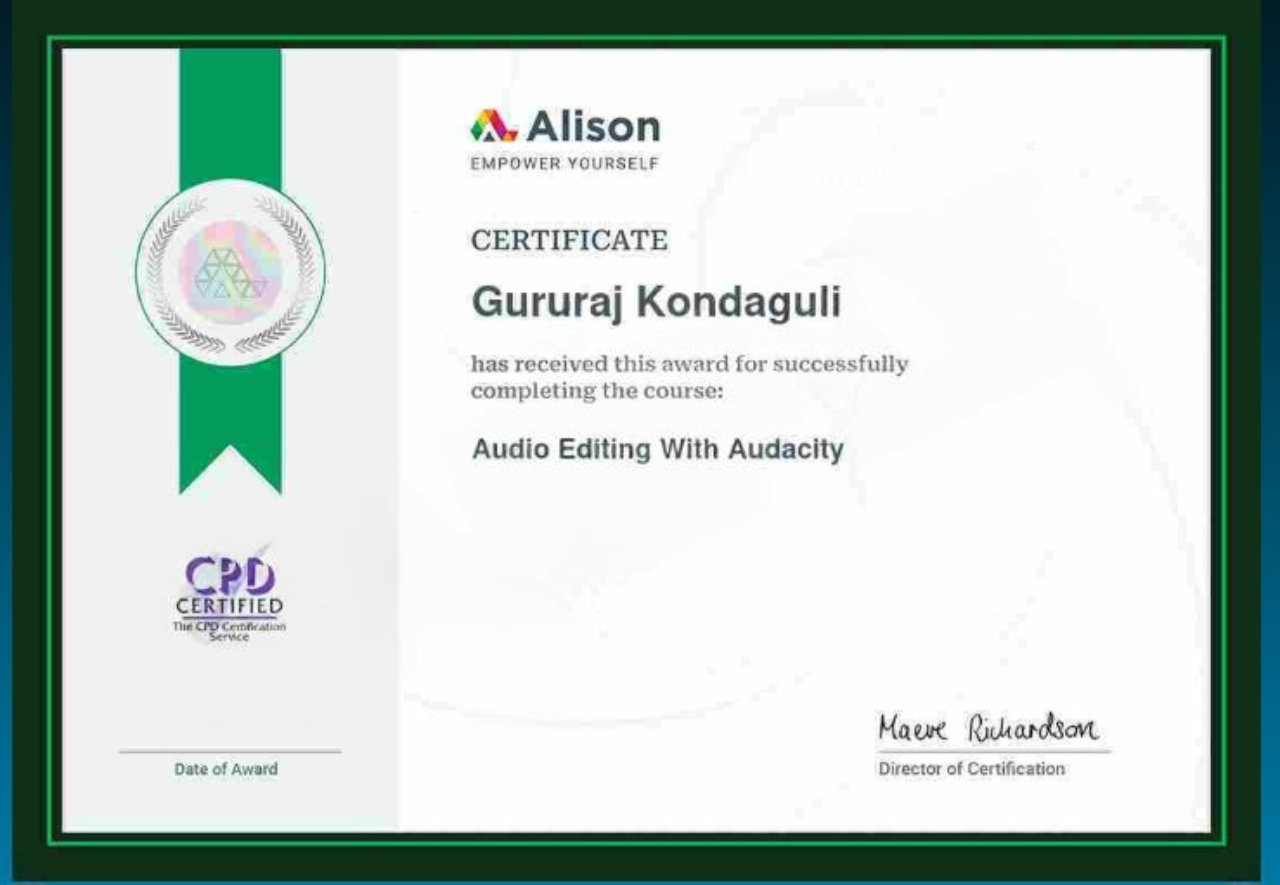 Alison
EMPOWER YOURSELF
CERTIFICATE
Gururaj Kondaguli
has received this award for successfully
completing the course:
Audio Editing With Audacity
CPD
CERTIFIED
The CPD Certification
Service
Date of Award
Maeve Richardson
Director of Certification